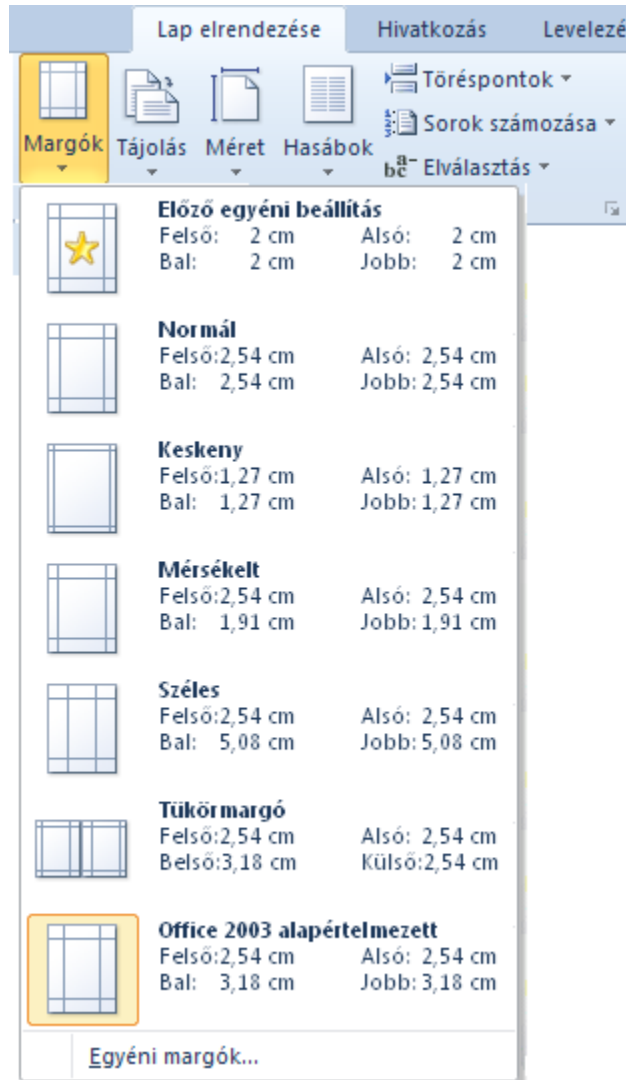 Lap elrendezése Hivatkozás Levelezé
Margók Tájolás Méret Hasábok
Töréspontok
Sorok számozása
Elválasztás
Előző egyéni beállítás
Felső: 2 cm Alsó: 2 cm
Bal: 2 cm Jobb: 2 cm
Normál
Felső:2,54 cm Alsó: 2,54 cm
Bal: 2,54 cm Jobb: 2,54 cm
Keskeny
Felső:1,27 cm Alsó: 1,27 cm
Bal: 1,27 cm Jobb: 1,27 cm
Mérsékelt
Felső:2,54 cm Alsó: 2,54 cm
Bal: 1,91 cm Jobb: 1,91 cm
Széles
Felső:2,54 cm Alsó: 2,54 cm
Bal: 5,08 cm Jobb: 5,08 cm
Tükörmargó
Felső:2,54 cm Alsó: 2,54 cm
Belső:3,18 cm Külső:2,54 cm
Office 2003 alapértelmezett
Felső:2,54 cm Alsó: 2,54 cm
Bal: 3,18 cm Jobb: 3,18 cm
Egyéni margók...